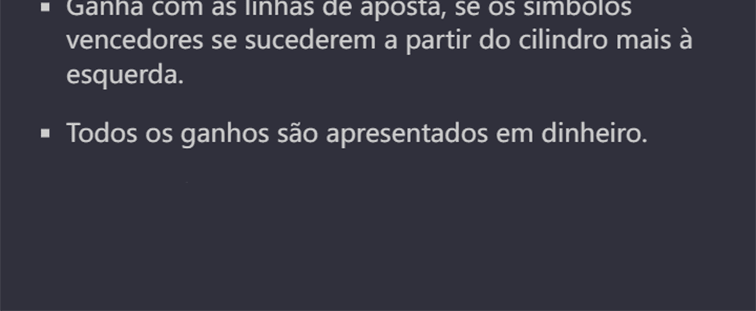 ▪ Ganha com as linhas de aposta, se os símbolos
vencedores se sucederem a partir do cilindro mais à
esquerda.
▪ Todos os ganhos são apresentados em dinheiro.